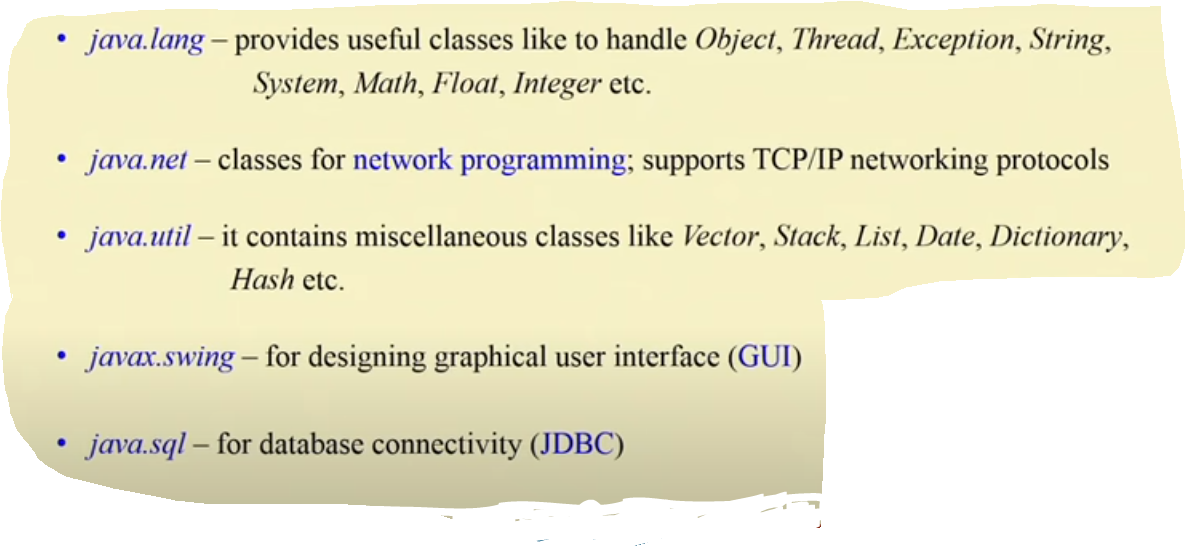 • java.lang – provides useful classes like to handle Object, Thread, Exception, String,
System, Math, Float, Integer etc.
• java.net – classes for network programming; supports TCP/IP networking protocols
• java.util – it contains miscellaneous classes like Vector, Stack, List, Date, Dictionary,
Hash etc.
• javax.swing – for designing graphical user interface (GUI)
• java.sql – for database connectivity (JDBC)